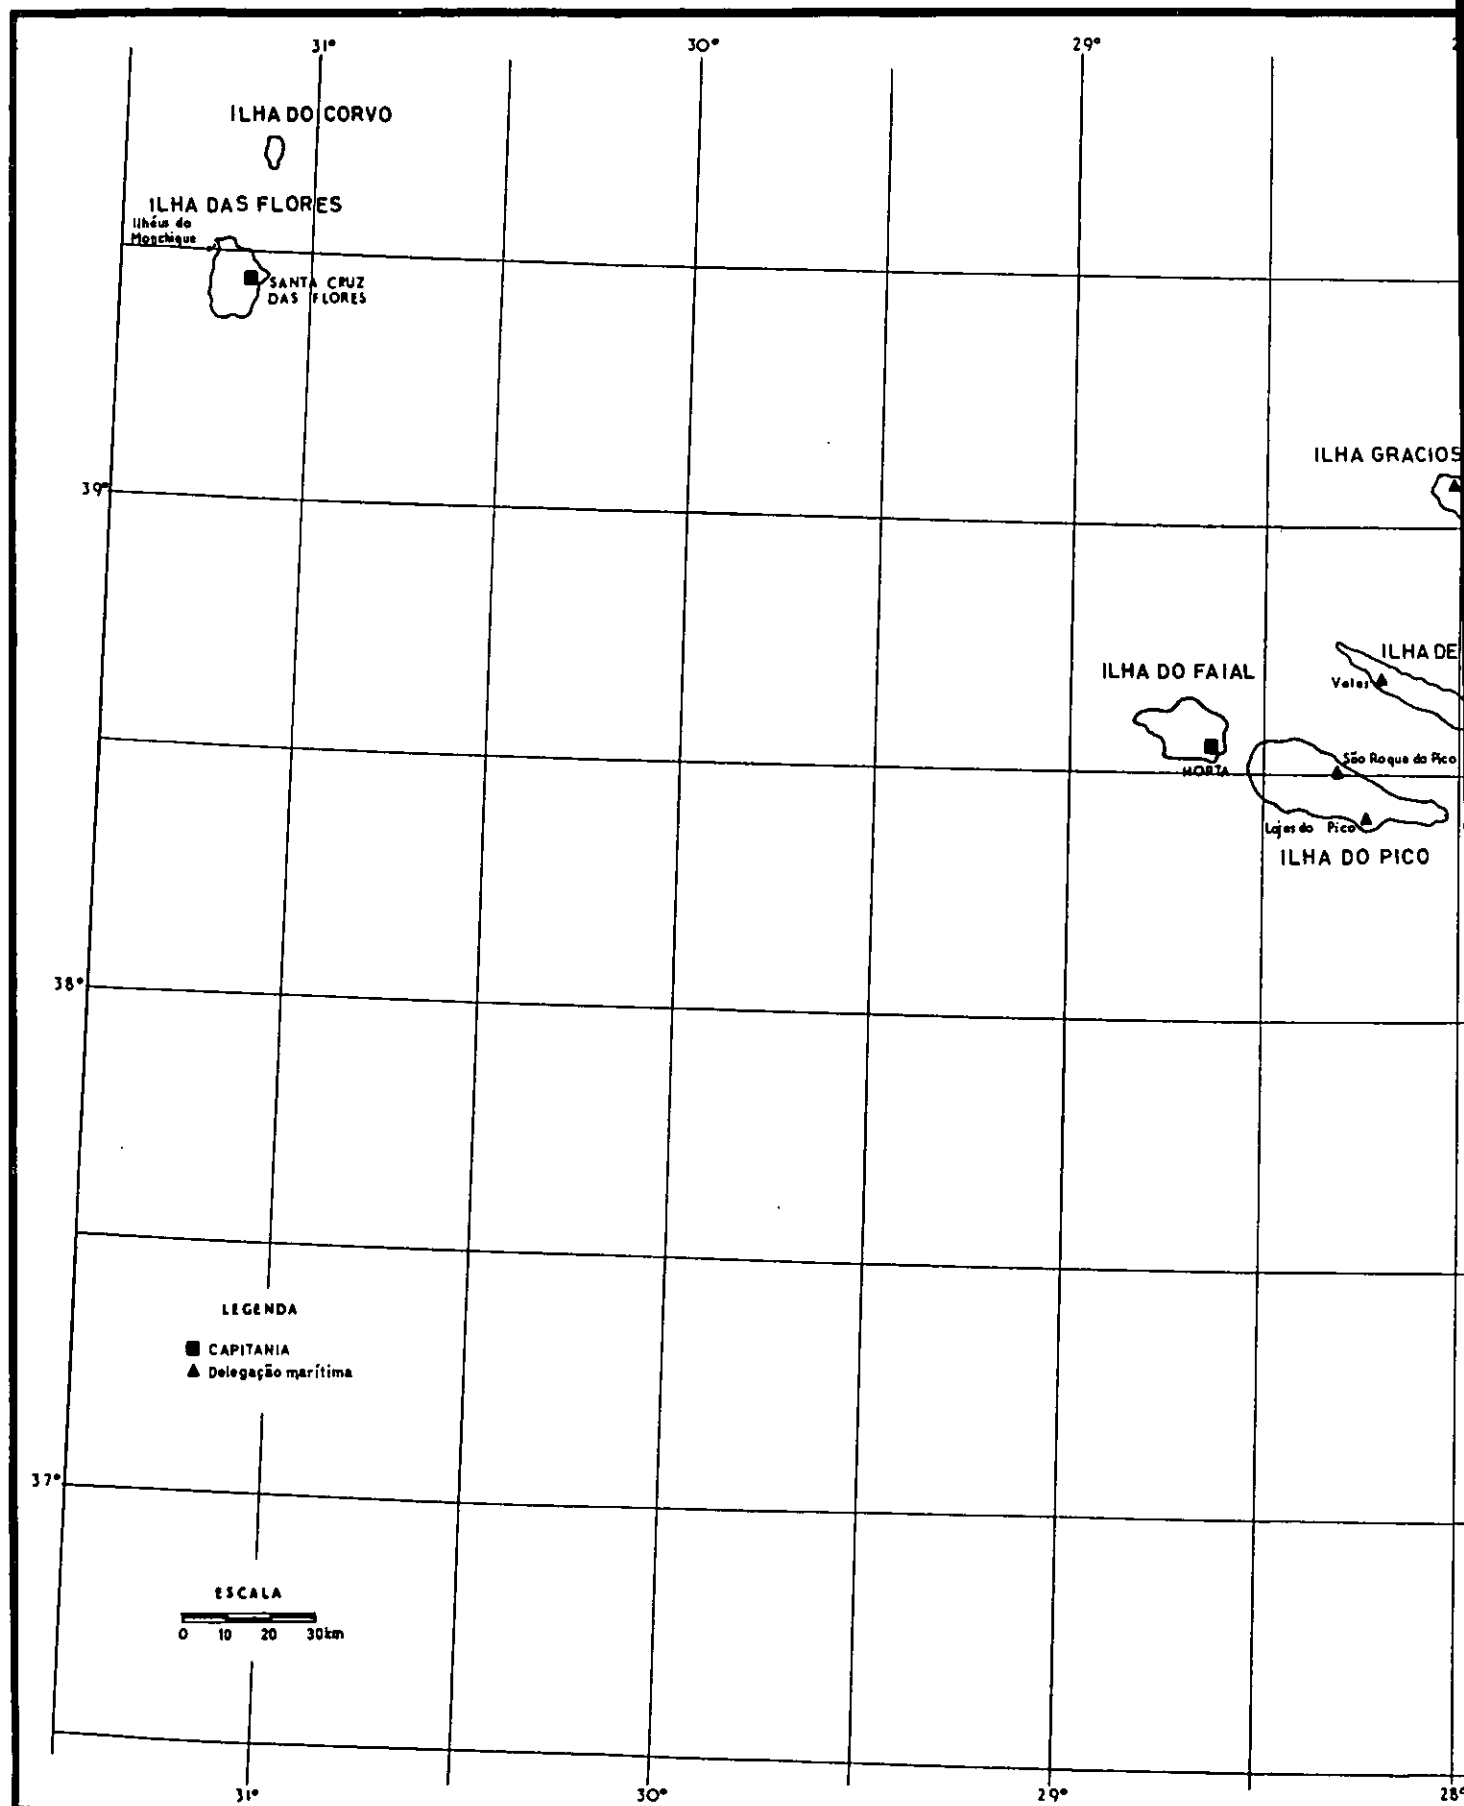 31°
30°
29°
ILHA DO CORVO
ILHA DAS FLORES
Ilhéus do
Monchique
SANTA CRUZ
DAS FLORES
ILHA GRACIOS
39°
ILHA DO FAIAL
ILHA DE
Velas
HORTA
São Roque do Pico
Lajes do Pico
ILHA DO PICO
38°
LEGENDA
CAPITANIA
Delegação marítima
37°
ESCALA
0 10 20 30km
31°
30°
29°
28°